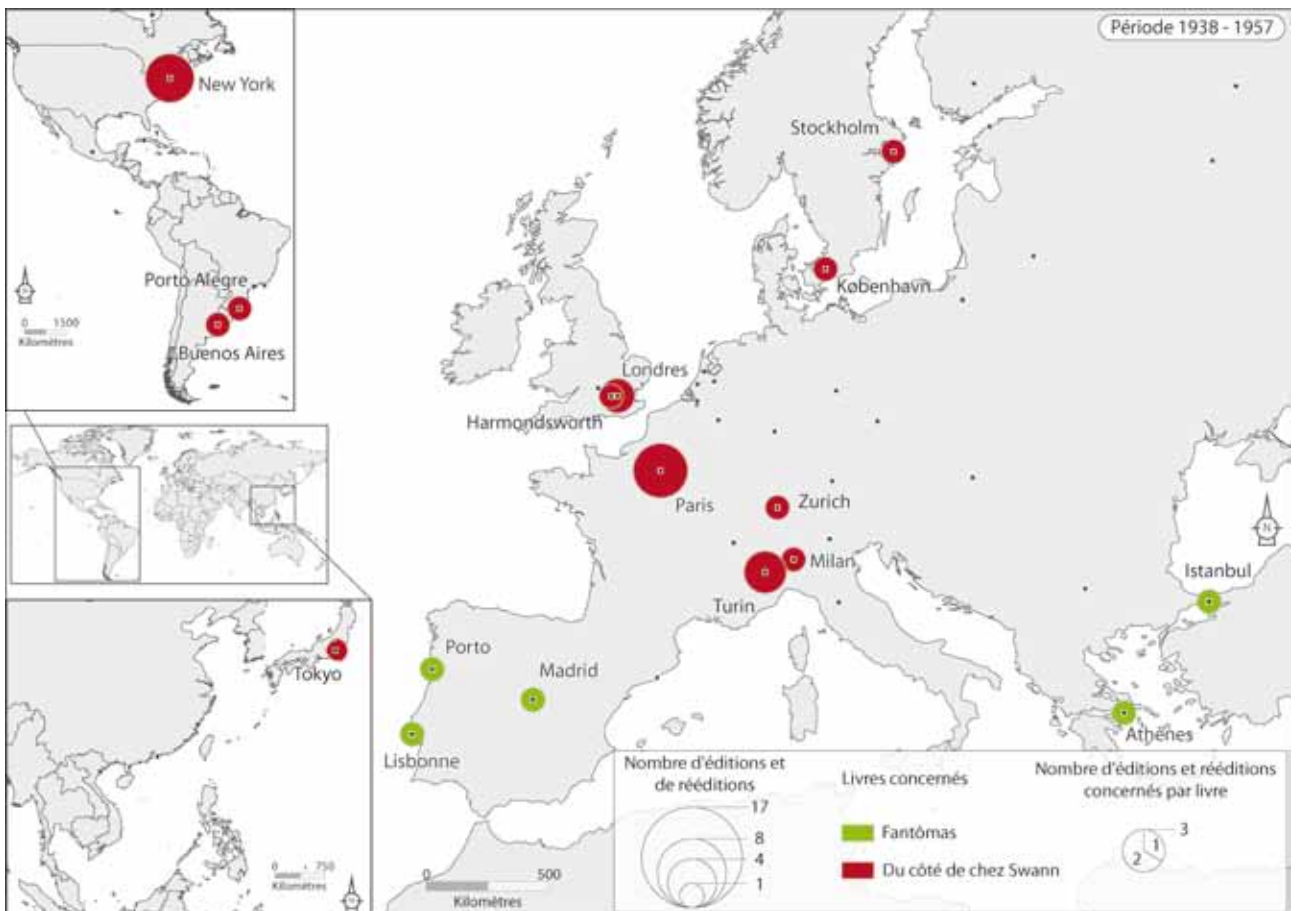 Période 1938 - 1957
New York
Porto Alegre
Buenos Aires
0 1500
Kilomètres
Stockholm
København
Londres
Harmondsworth
Paris
Zurich
Milan
Turin
Istanbul
Athènes
Porto
Madrid
Lisbonne
Tokyo
0 750
Kilomètres
N
0 500
Kilomètres
Nombre d'éditions et
de rééditions
17
8
4
1
Livres concernés
Fantômas
Du côté de chez Swann
Nombre d'éditions et rééditions
concernés par livre
3
1
2